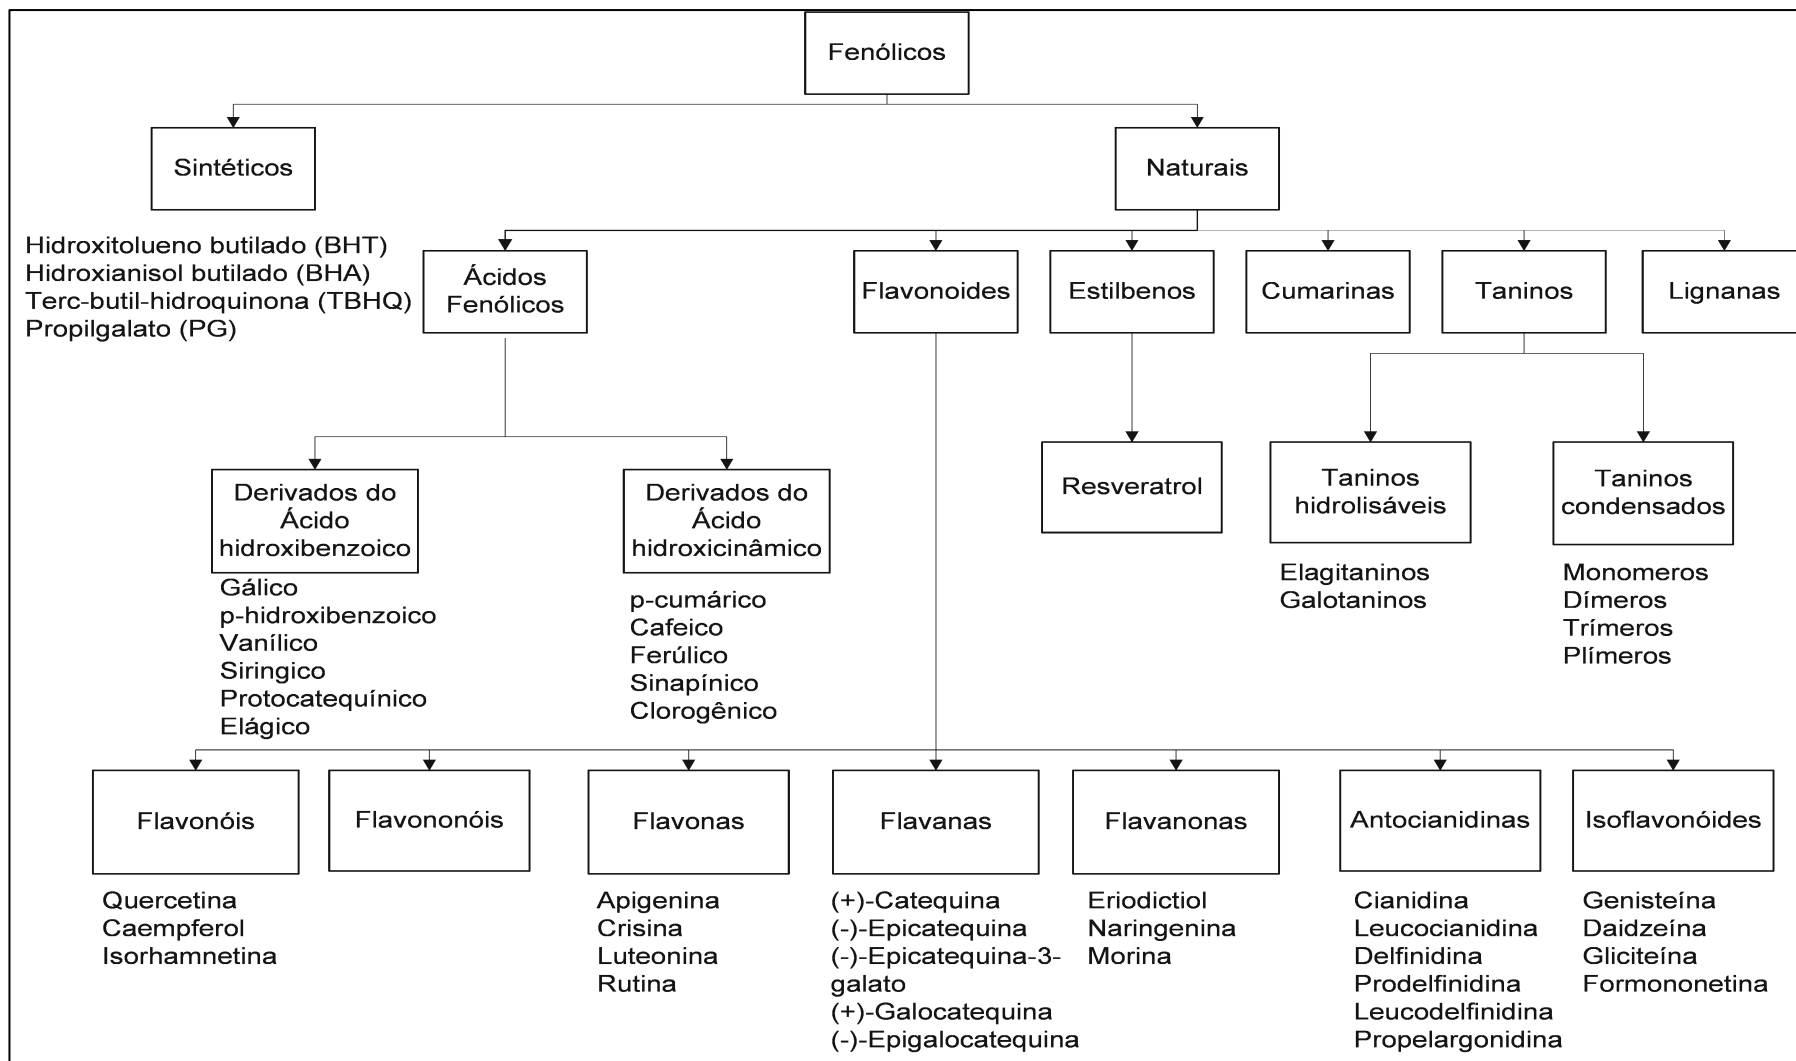 Fenólicos
Sintéticos
Naturais
Hidroxitolueno butilado (BHT)
Hidroxianisol butilado (BHA)
Terc-butil-hidroquinona (TBHQ)
Propilgalato (PG)
Ácidos
Fenólicos
Flavonoides
Estilbenos
Cumarinas
Taninos
Lignanas
Derivados do
Ácido
hidroxibenzoico
Derivados do
Ácido
hidroxicinâmico
Resveratrol
Taninos
hidrolisáveis
Taninos
condensados
Gálico
p-hidroxibenzoico
Vanílico
Siringico
Protocatequínico
Elágico
p-cumárico
Cafeico
Ferúlico
Sinapínico
Clorogênico
Elagitaninos
Galotaninos
Monomeros
Dímeros
Trímeros
Plímeros
Flavonóis
Flavononóis
Flavonas
Flavanas
Flavanonas
Antocianidinas
Isoflavonóides
Quercetina
Caempferol
Isorhamnetina
Apigenina
Crisina
Luteonina
Rutina
(+)-Catequina
(-)-Epicatequina
(-)-Epicatequina-3-
galato
(+)-Galocatequina
(-)-Epigalocatequina
Eriodictiol
Naringenina
Morina
Cianidina
Leucocianidina
Delfinidina
Prodelfinidina
Leucodelfinidina
Propelargonidina
Genisteína
Daidzeína
Gliciteína
Formononetina